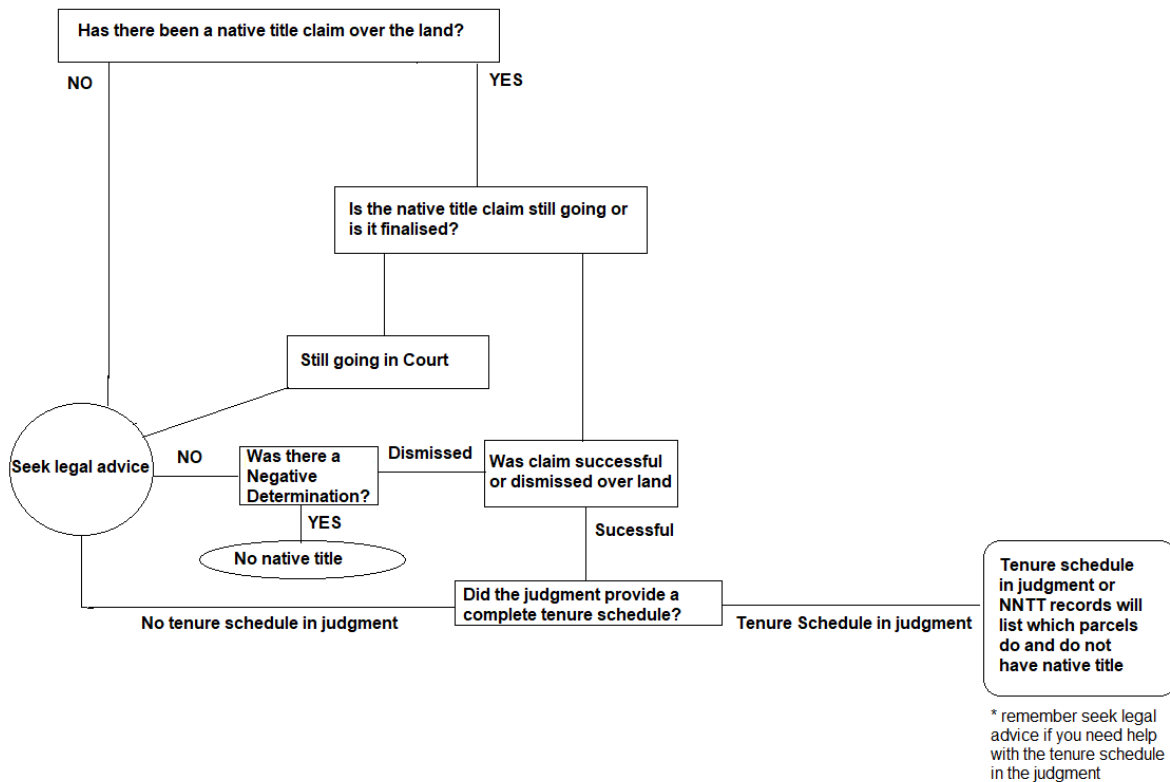 Has there been a native title claim over the land?
NO
YES
Is the native title claim still going or
is it finalised?
Still going in Court
Seek legal advice
NO
Was there a
Negative
Determination?
Dismissed
Was claim successful
or dismissed over land
YES
Sucessful
No native title
Did the judgment provide a
complete tenure schedule?
No tenure schedule in judgment
Tenure Schedule in judgment
Tenure schedule
in judgment or
NNTT records will
list which parcels
do and do not
have native title
* remember seek legal
advice if you need help
with the tenure schedule
in the judgment